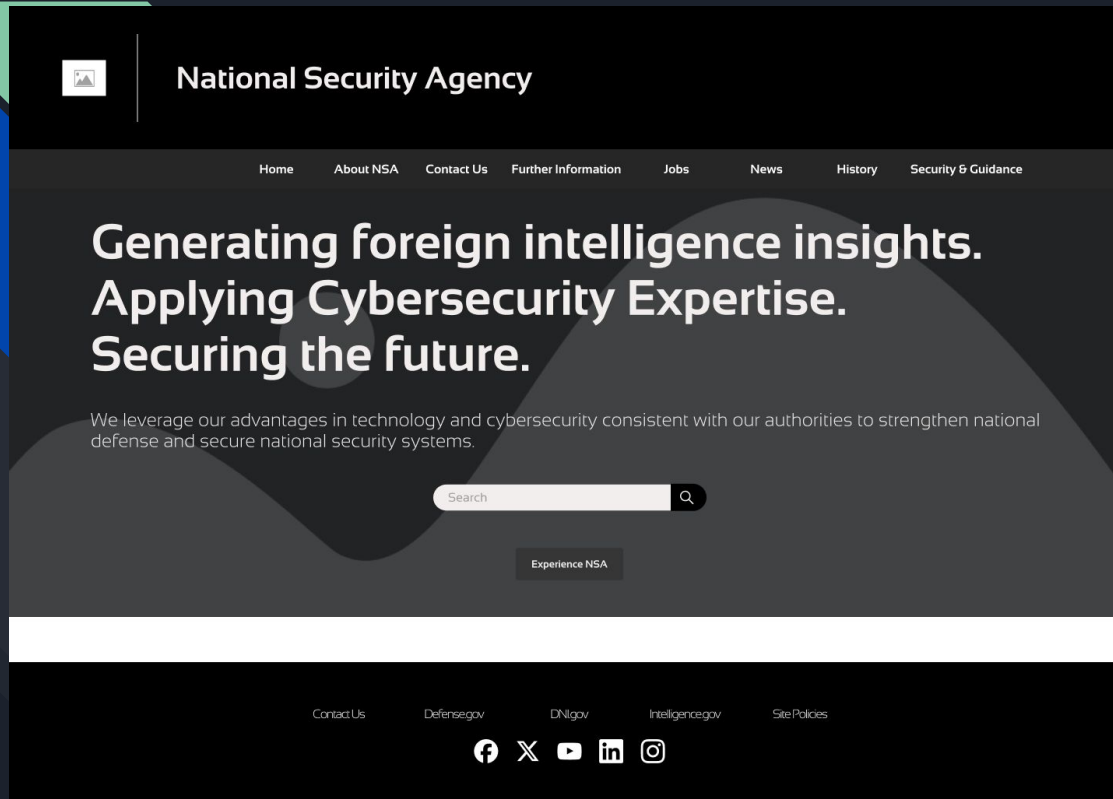 National Security Agency
Home About NSA Contact Us Further Information Jobs News History Security & Guidance
Generating foreign intelligence insights.
Applying Cybersecurity Expertise.
Securing the future.
We leverage our advantages in technology and cybersecurity consistent with our authorities to strengthen national
defense and secure national security systems.
Search
Experience NSA
Contact Us Defense.gov DNI.gov Intelligence.gov Site Policies